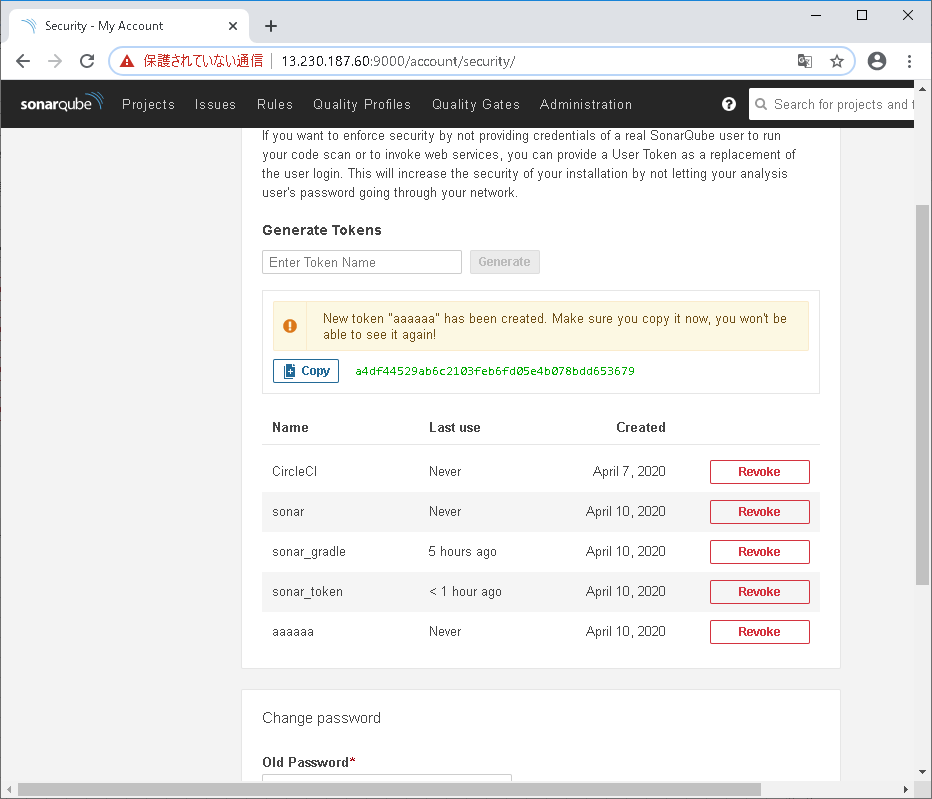 Security - My Account
保護されていない通信 13.230.187.60:9000/account/security/
sonarqube Projects Issues Rules Quality Profiles Quality Gates Administration Search for projects and f
If you want to enforce security by not providing credentials of a real SonarQube user to run
your code scan or to invoke web services, you can provide a User Token as a replacement of
the user login. This will increase the security of your installation by not letting your analysis
user's password going through your network.
Generate Tokens
Enter Token Name Generate
New token "aaaaaa" has been created. Make sure you copy it now, you won't be
able to see it again!
Copy a4df44529ab6c2103feb6fd05e4b078bdd653679
Name Last use Created
CircleCI Never April 7, 2020 Revoke
sonar Never April 10, 2020 Revoke
sonar_gradle 5 hours ago April 10, 2020 Revoke
sonar_token < 1 hour ago April 10, 2020 Revoke
aaaaaa Never April 10, 2020 Revoke
Change password
Old Password*